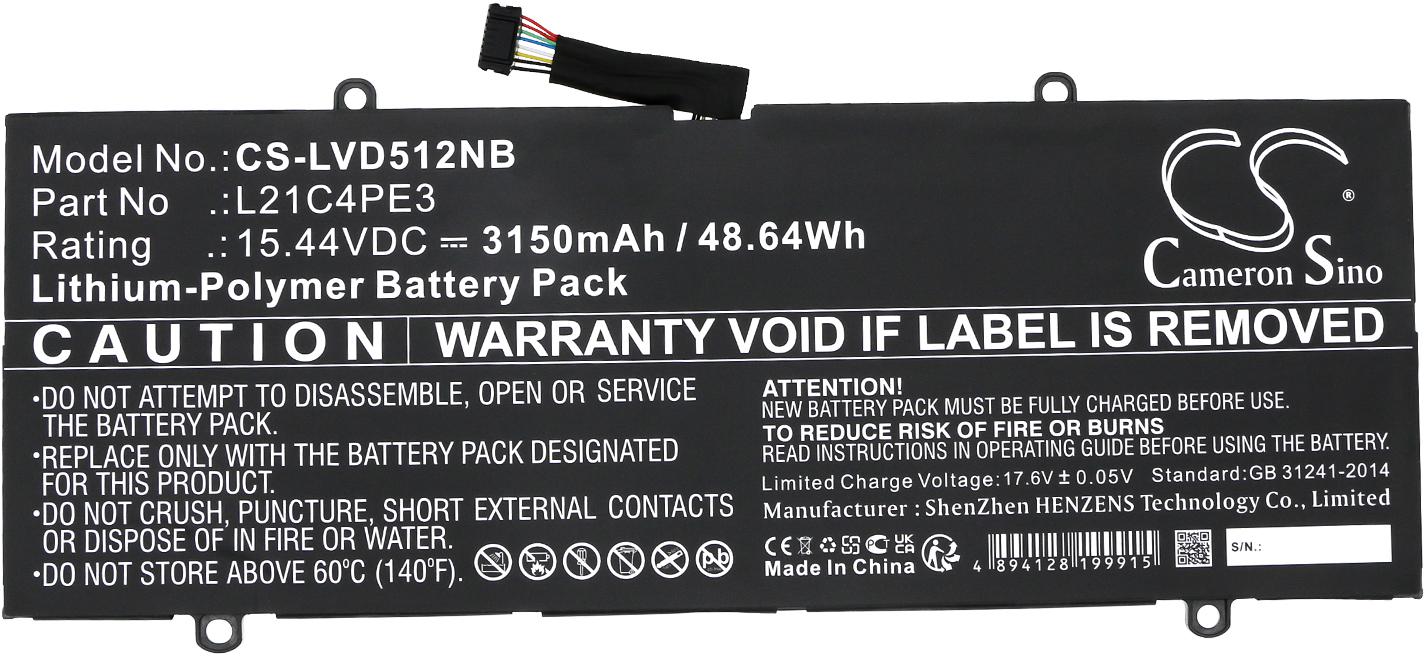 Model No.:CS-LVD512NB
Part No .:L21C4PE3
Rating .:15.44VDC ⎓ 3150mAh / 48.64Wh
Lithium-Polymer Battery Pack
CS®
Cameron Sino
CAUTION
WARRANTY VOID IF LABEL IS REMOVED
•DO NOT ATTEMPT TO DISASSEMBLE, OPEN OR SERVICE
THE BATTERY PACK.
•REPLACE ONLY WITH THE BATTERY PACK DESIGNATED
FOR THIS PRODUCT.
•DO NOT CRUSH, PUNCTURE, SHORT EXTERNAL CONTACTS
OR DISPOSE OF IN FIRE OR WATER.
•DO NOT STORE ABOVE 60°C (140°F).
Pb
ATTENTION!
NEW BATTERY PACK MUST BE FULLY CHARGED BEFORE USE.
TO REDUCE RISK OF FIRE OR BURNS
READ INSTRUCTIONS IN OPERATING GUIDE BEFORE USING THE BATTERY.
Limited Charge Voltage:17.6V ± 0.05V Standard:GB 31241-2014
Manufacturer : ShenZhen HENZENS Technology Co., Limited
CE UK CA
Made In China
4 894128 199915
S/N.: